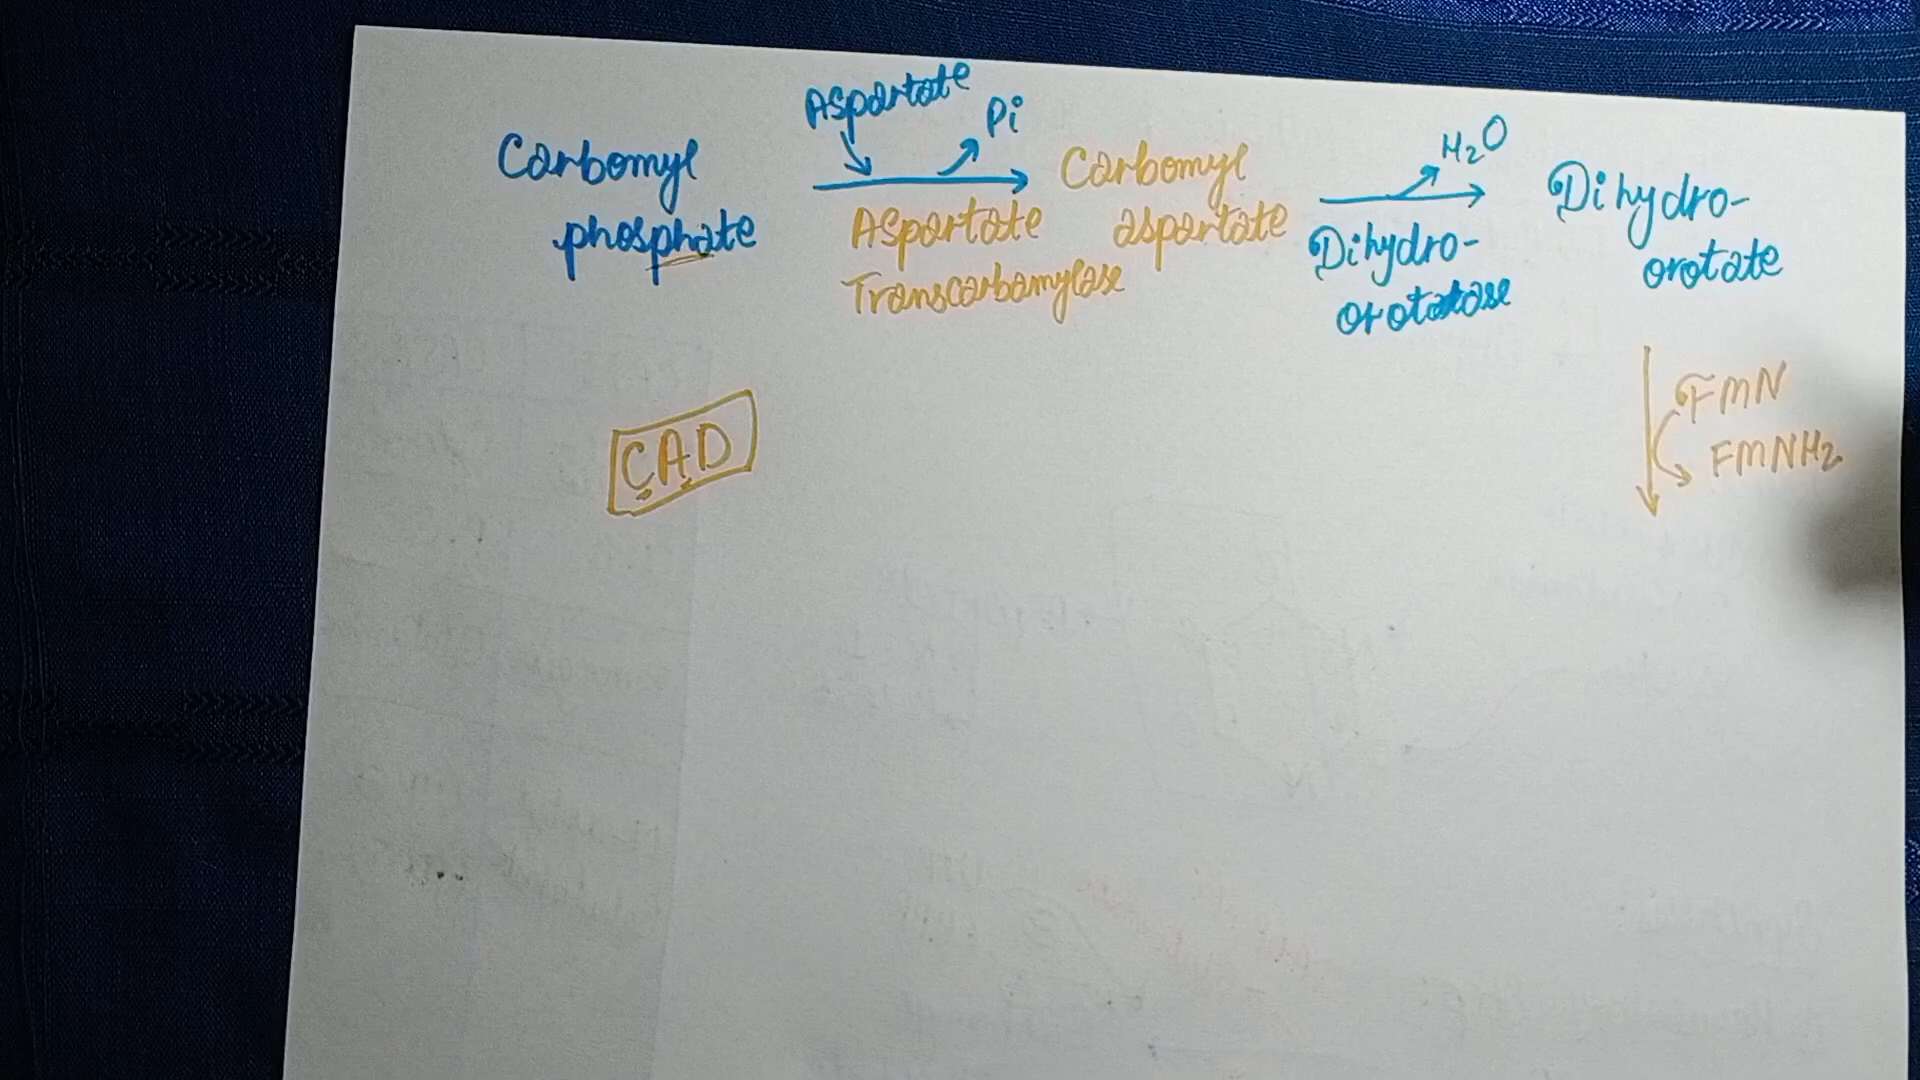 Aspartate
Pi
H2O
Carbomyl
phosphate
Carbomyl
aspartate
Aspartate
Transcarbamylase
Dihydro-
orotatase
Dihydro-
orotate
FMN
FMNH2
CAD